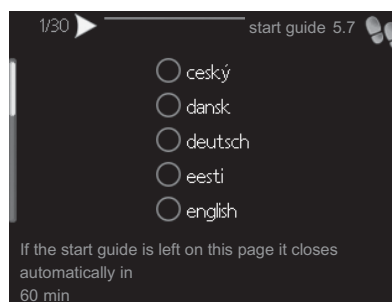 1/30
start guide 5.7
ceský
dansk
deutsch
eesti
english
If the start guide is left on this page it closes
automatically in
60 min